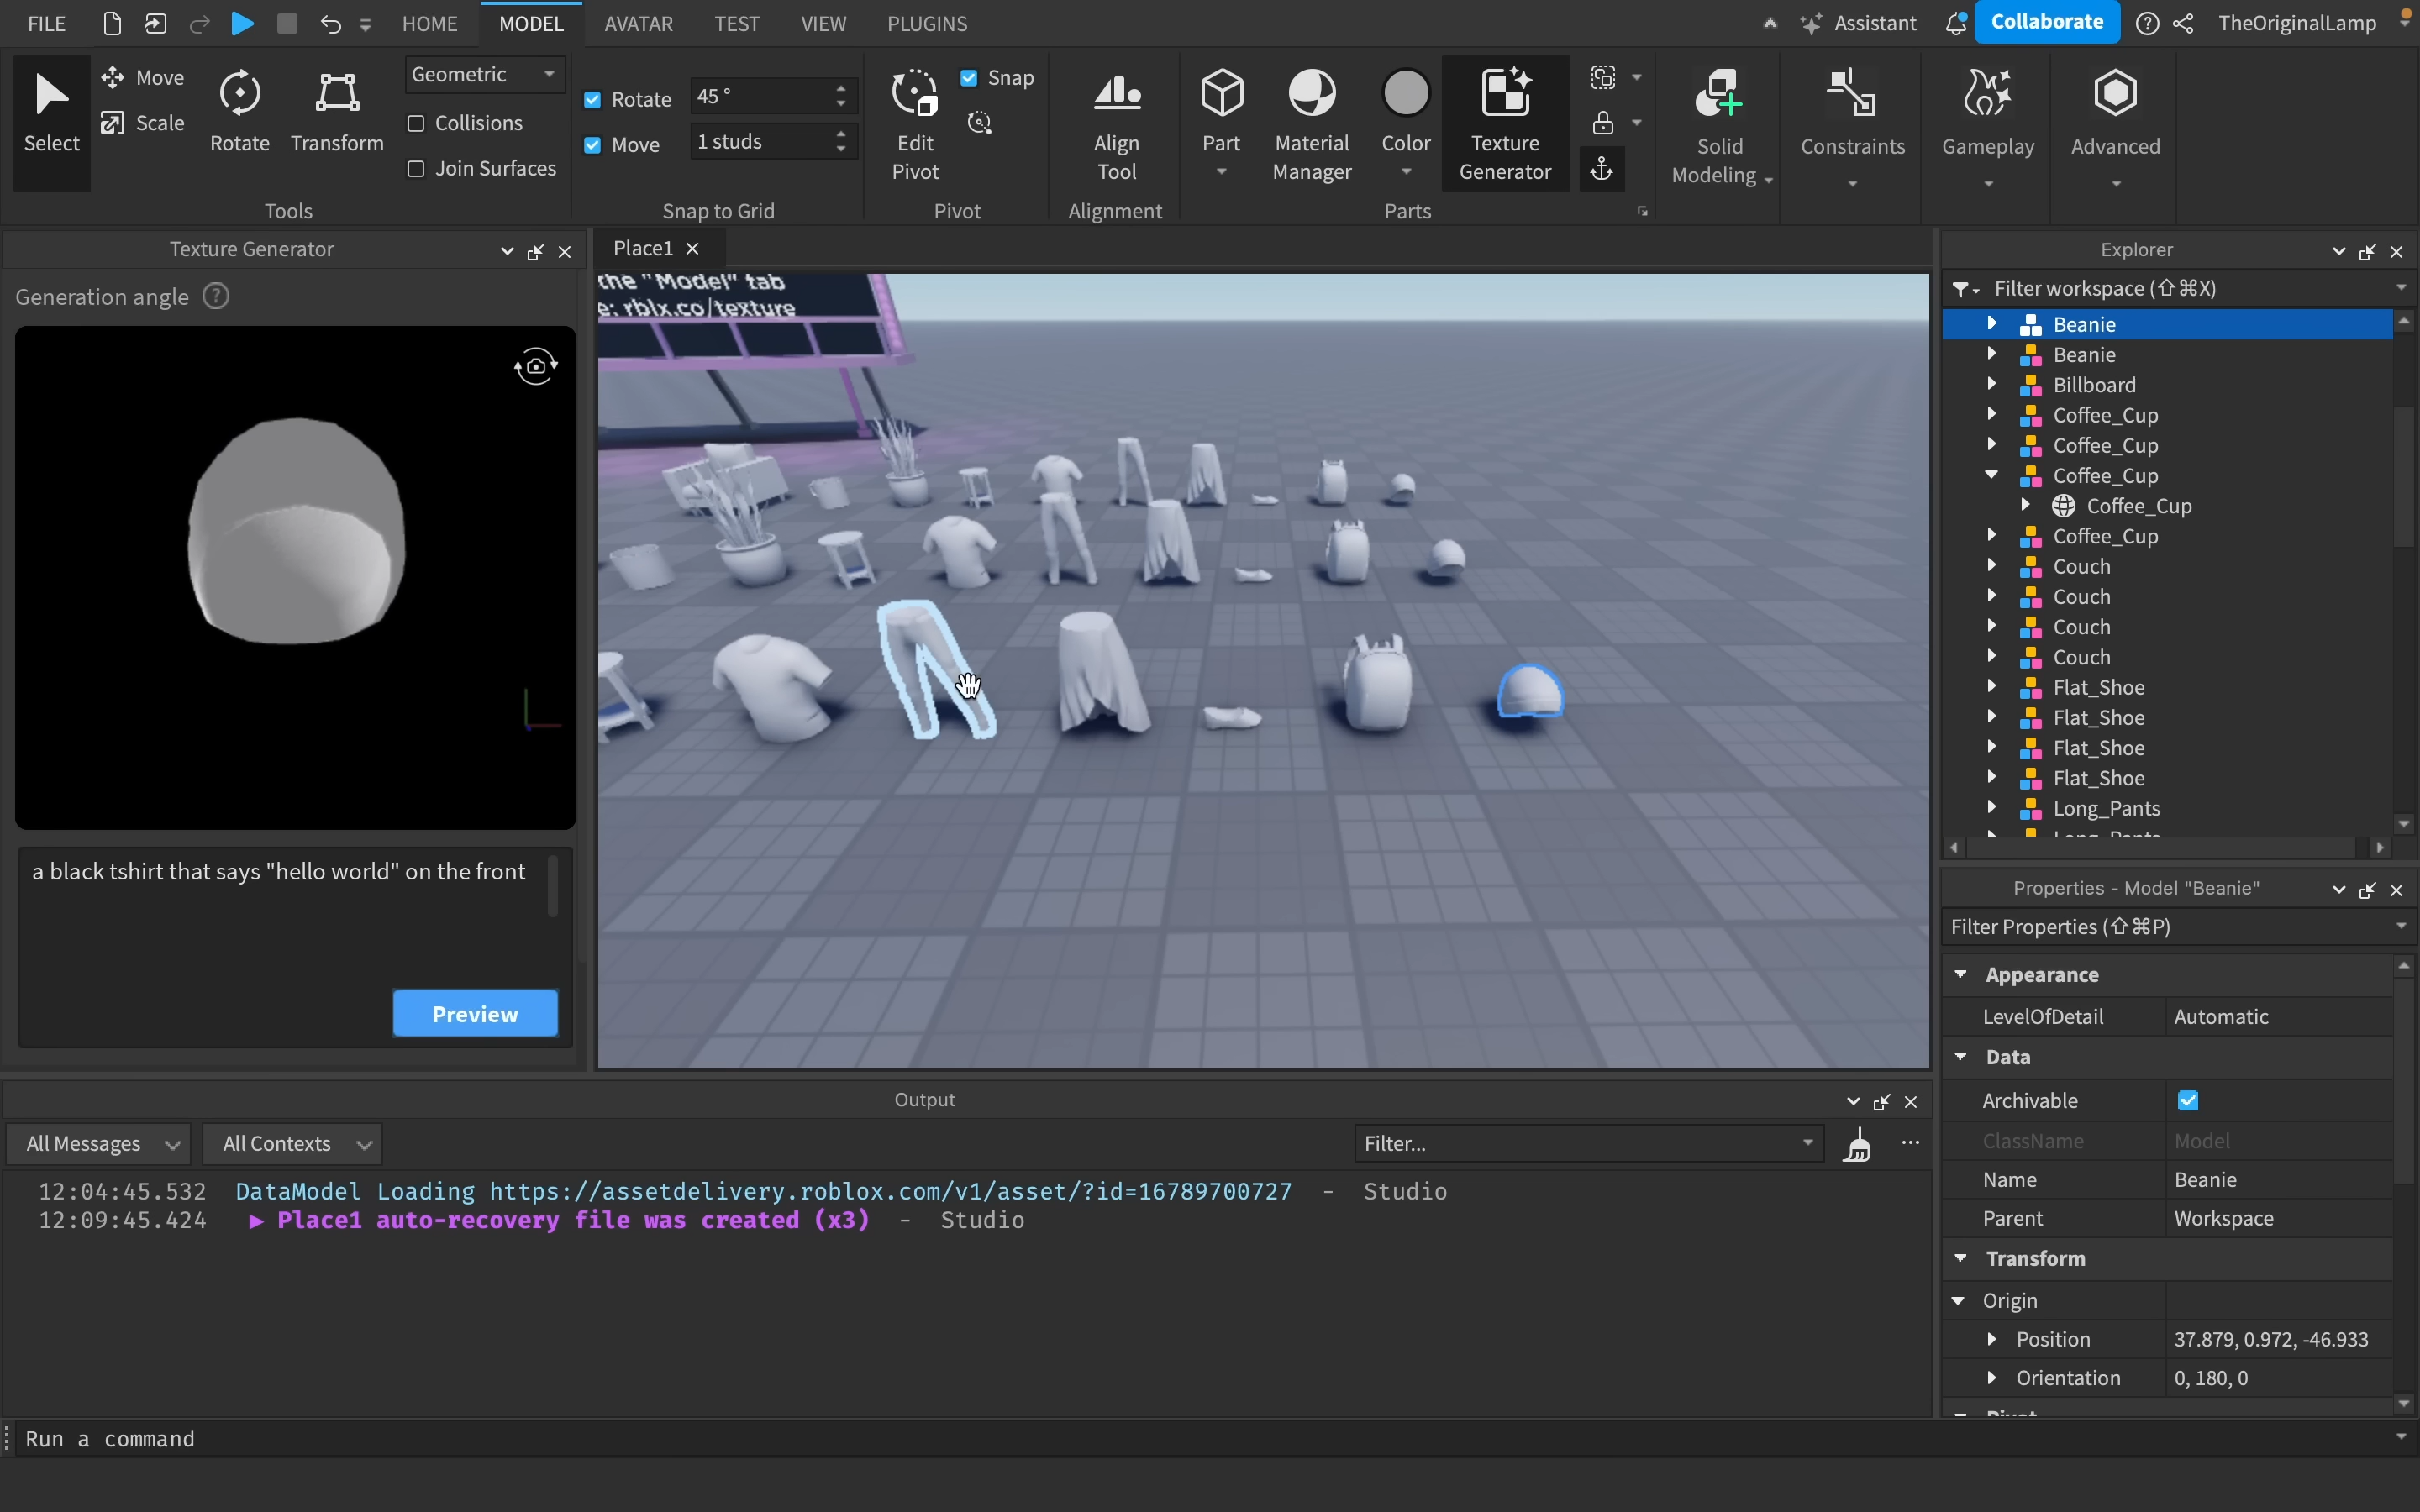 FILE HOME MODEL AVATAR TEST VIEW PLUGINS Assistant Collaborate TheOriginalLamp
Select
Move
Scale
Rotate
Transform
Geometric
Collisions
Join Surfaces
Tools
Rotate 45 °
Move 1 studs
Snap to Grid
Edit
Pivot
Snap
Pivot
Align
Tool
Alignment
Part
Material
Manager
Color
Texture
Generator
Parts
Solid
Modeling
Constraints
Gameplay
Advanced
Texture Generator
Generation angle
a black tshirt that says "hello world" on the front
Preview
Place1
the "Model" tab
e: rblx.co/texture
Explorer
Filter workspace (⇧⌘X)
Beanie
Beanie
Billboard
Coffee_Cup
Coffee_Cup
Coffee_Cup
Coffee_Cup
Coffee_Cup
Couch
Couch
Couch
Couch
Flat_Shoe
Flat_Shoe
Flat_Shoe
Flat_Shoe
Long_Pants
Long_Pants
Properties - Model "Beanie"
Filter Properties (⇧⌘P)
Appearance
LevelOfDetail Automatic
Data
Archivable
ClassName Model
Name Beanie
Parent Workspace
Transform
Origin
Position 37.879, 0.972, -46.933
Orientation 0, 180, 0
Pivot
Output
All Messages All Contexts Filter...
12:04:45.532 DataModel Loading https://assetdelivery.roblox.com/v1/asset/?id=16789700727 - Studio
12:09:45.424 Place1 auto-recovery file was created (x3) - Studio
Run a command